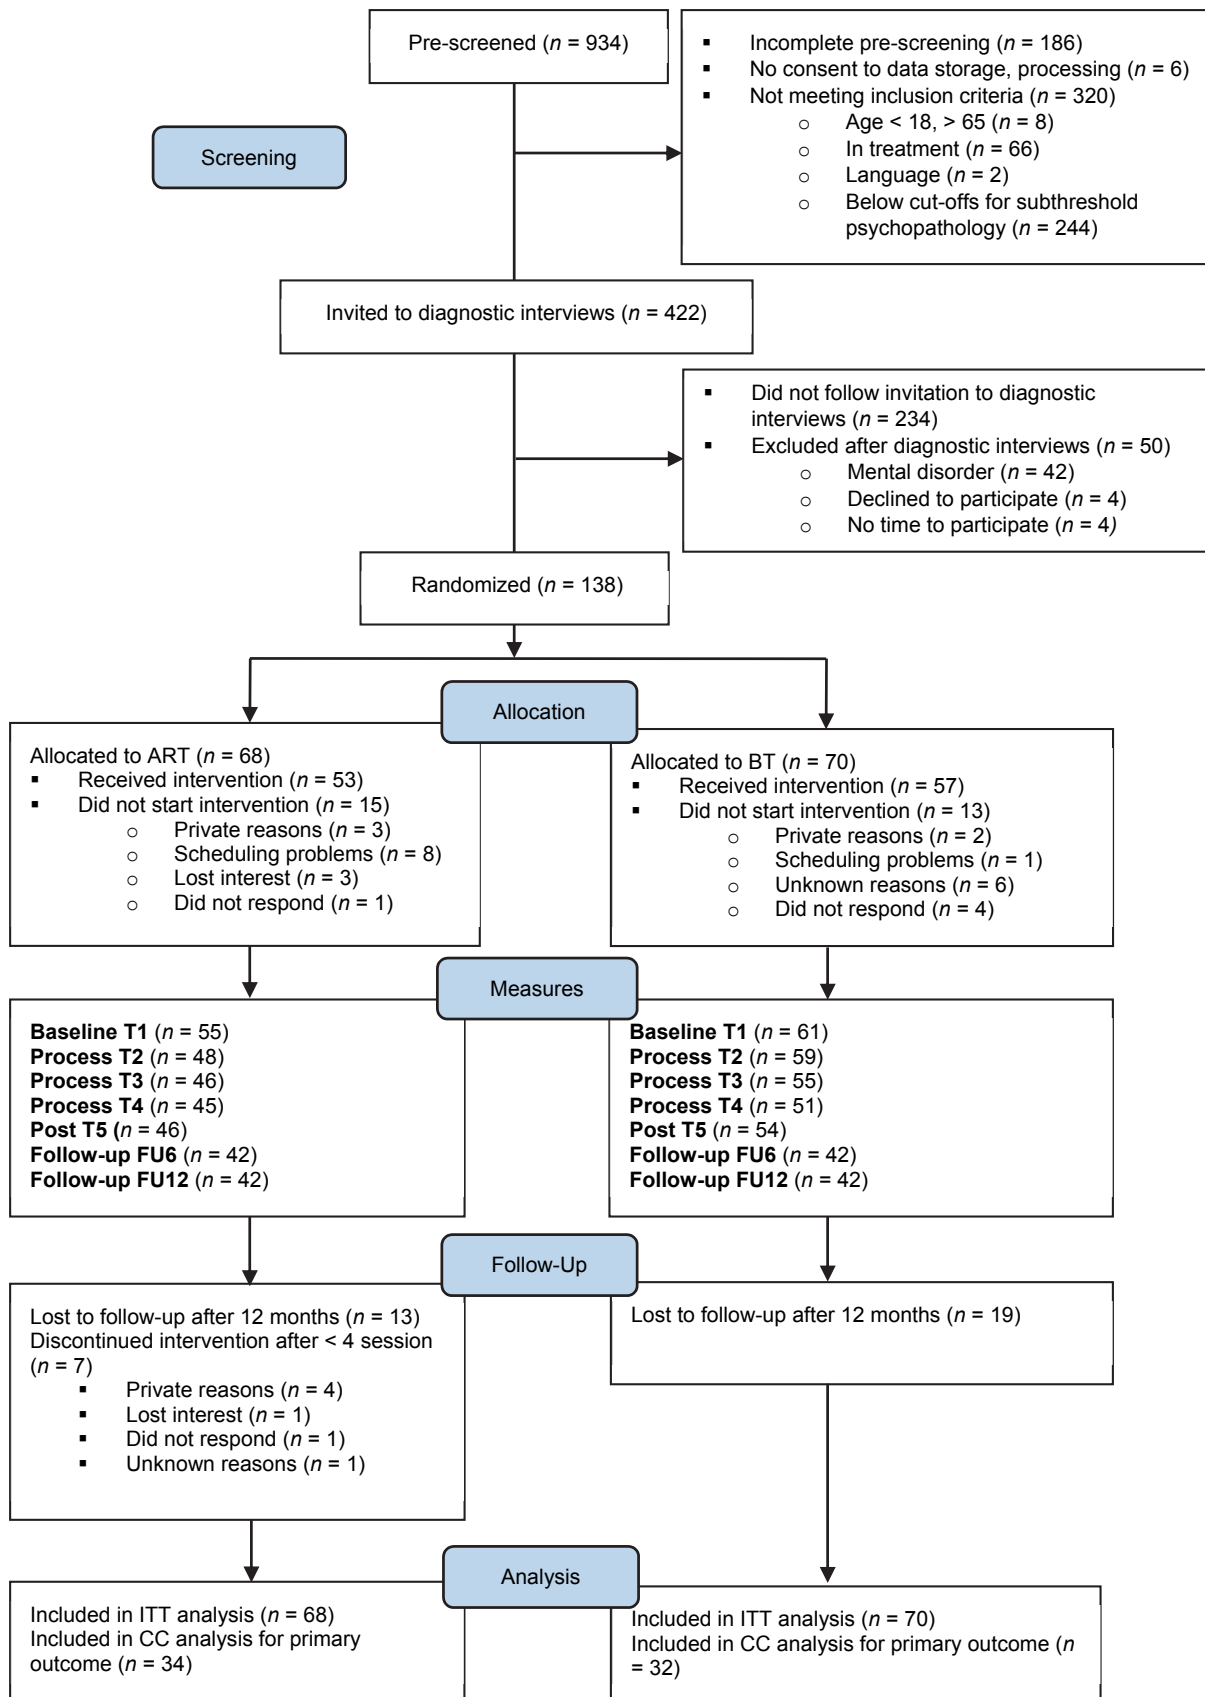 Pre-screened (n = 934)
▪ Incomplete pre-screening (n = 186)
▪ No consent to data storage, processing (n = 6)
▪ Not meeting inclusion criteria (n = 320)
o Age < 18, > 65 (n = 8)
o In treatment (n = 66)
o Language (n = 2)
o Below cut-offs for subthreshold
psychopathology (n = 244)
Screening
Invited to diagnostic interviews (n = 422)
▪ Did not follow invitation to diagnostic
interviews (n = 234)
▪ Excluded after diagnostic interviews (n = 50)
o Mental disorder (n = 42)
o Declined to participate (n = 4)
o No time to participate (n = 4)
Randomized (n = 138)
Allocation
Allocated to ART (n = 68)
▪ Received intervention (n = 53)
▪ Did not start intervention (n = 15)
o Private reasons (n = 3)
o Scheduling problems (n = 8)
o Lost interest (n = 3)
o Did not respond (n = 1)
Allocated to BT (n = 70)
▪ Received intervention (n = 57)
▪ Did not start intervention (n = 13)
o Private reasons (n = 2)
o Scheduling problems (n = 1)
o Unknown reasons (n = 6)
o Did not respond (n = 4)
Measures
Baseline T1 (n = 55)
Process T2 (n = 48)
Process T3 (n = 46)
Process T4 (n = 45)
Post T5 (n = 46)
Follow-up FU6 (n = 42)
Follow-up FU12 (n = 42)
Baseline T1 (n = 61)
Process T2 (n = 59)
Process T3 (n = 55)
Process T4 (n = 51)
Post T5 (n = 54)
Follow-up FU6 (n = 42)
Follow-up FU12 (n = 42)
Follow-Up
Lost to follow-up after 12 months (n = 13)
Discontinued intervention after < 4 session
(n = 7)
▪ Private reasons (n = 4)
▪ Lost interest (n = 1)
▪ Did not respond (n = 1)
▪ Unknown reasons (n = 1)
Lost to follow-up after 12 months (n = 19)
Analysis
Included in ITT analysis (n = 68)
Included in CC analysis for primary
outcome (n = 34)
Included in ITT analysis (n = 70)
Included in CC analysis for primary outcome (n
= 32)